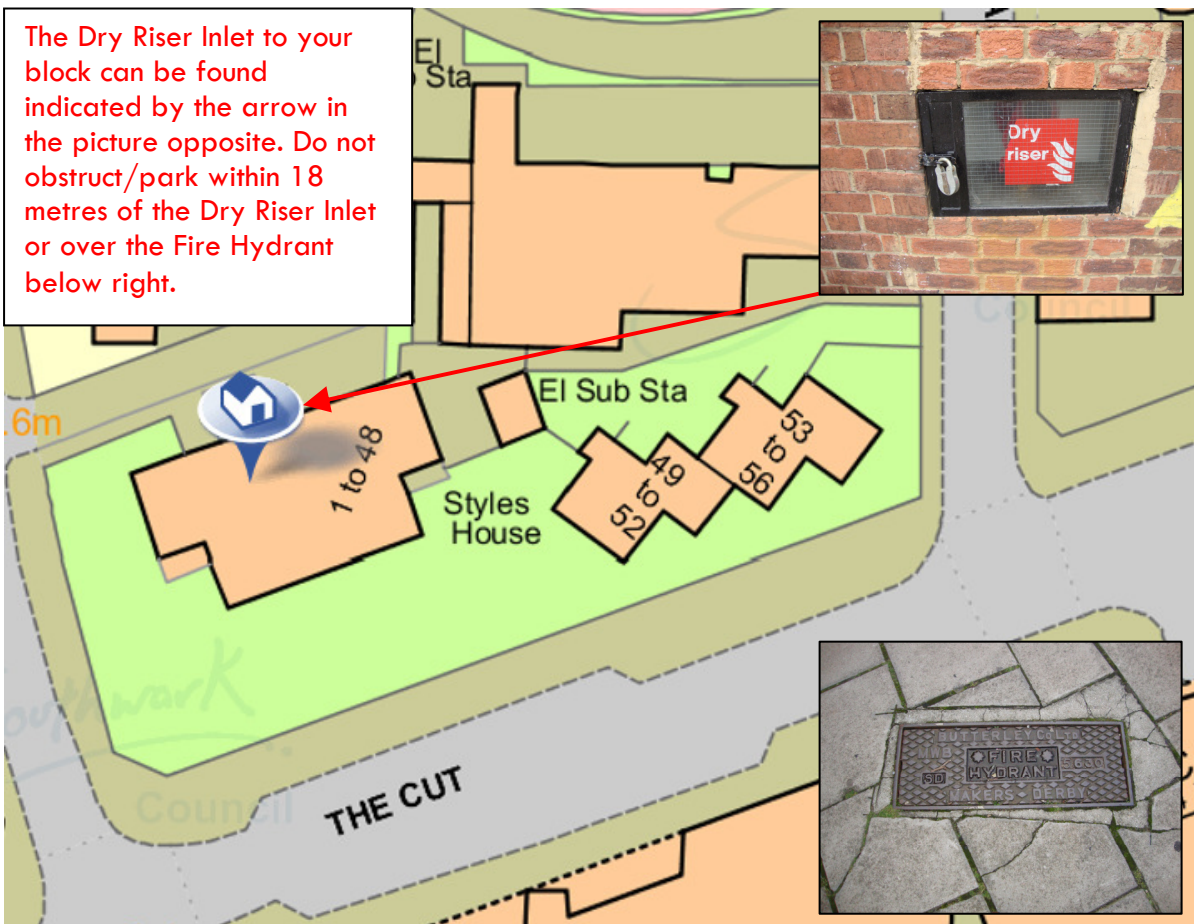 The Dry Riser Inlet to your
block can be found
indicated by the arrow in
the picture opposite. Do not
obstruct/park within 18
metres of the Dry Riser Inlet
or over the Fire Hydrant
below right.
El
Sub Sta
Dry
riser
Council
.6m
El Sub Sta
1 to 48
53
to
56
49
to
52
Styles
House
Southwark
Council
THE CUT
BUTTERLEY CO LTD
FIRE
HYDRANT
5D
MAKERS DERBY